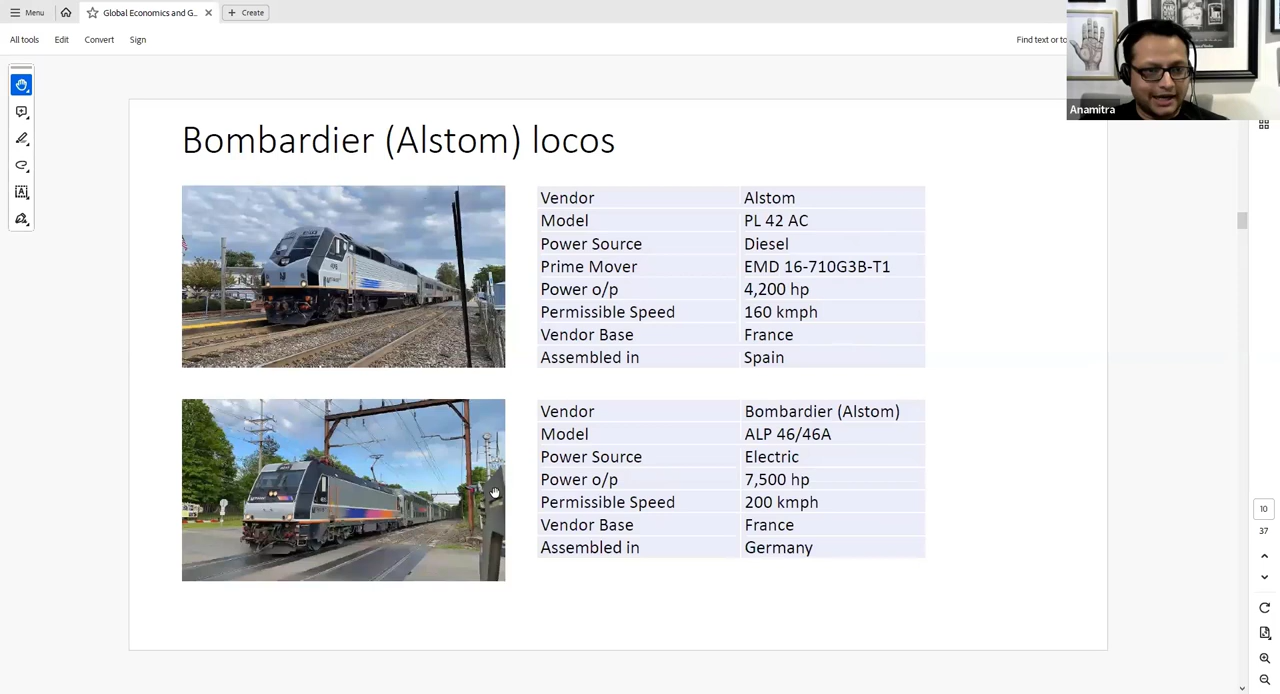 Menu
Global Economics and G...
Create
All tools
Edit
Convert
Sign
Find text or to
Anamitra
Bombardier (Alstom) locos
Vendor Alstom
Model PL 42 AC
Power Source Diesel
Prime Mover EMD 16-710G3B-T1
Power o/p 4,200 hp
Permissible Speed 160 kmph
Vendor Base France
Assembled in Spain
Vendor Bombardier (Alstom)
Model ALP 46/46A
Power Source Electric
Power o/p 7,500 hp
Permissible Speed 200 kmph
Vendor Base France
Assembled in Germany
10
37